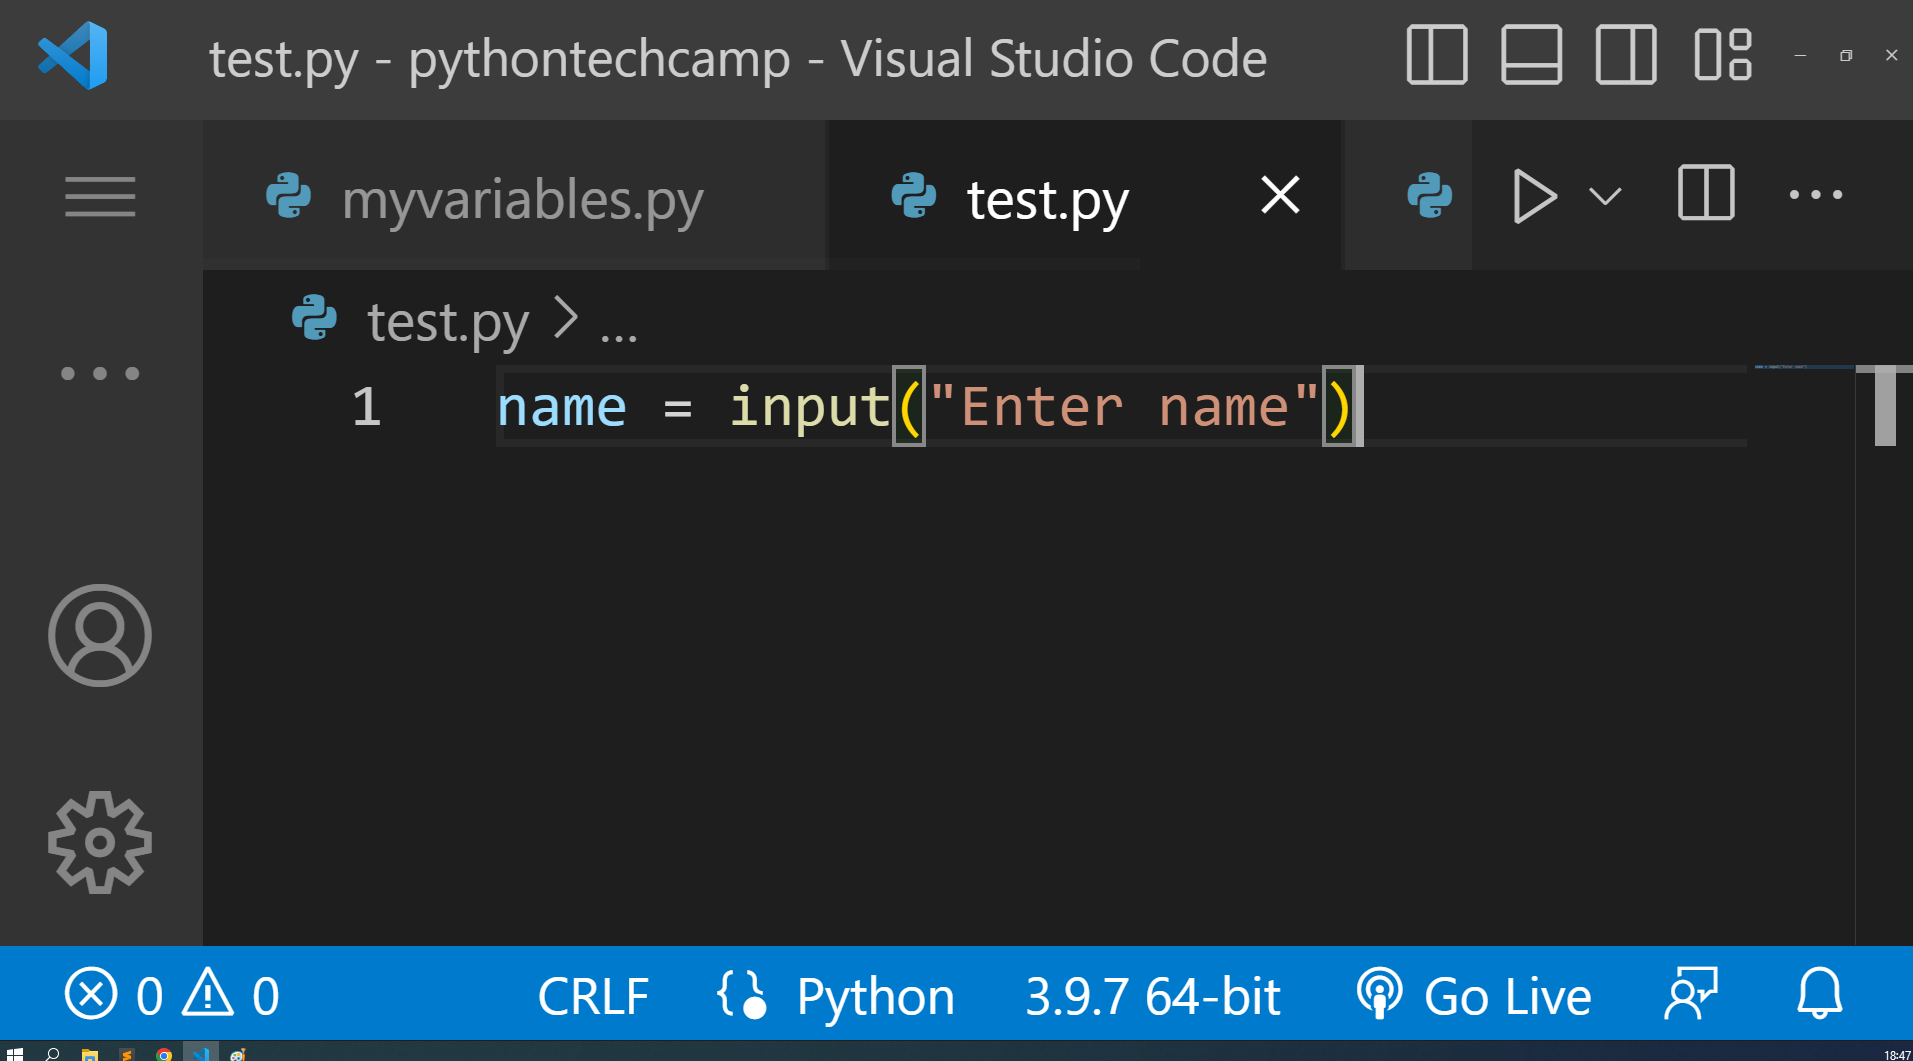 test.py - pythontechcamp - Visual Studio Code
myvariables.py test.py
test.py > ...
1 name = input("Enter name")
0 0 CRLF Python 3.9.7 64-bit Go Live
18:47